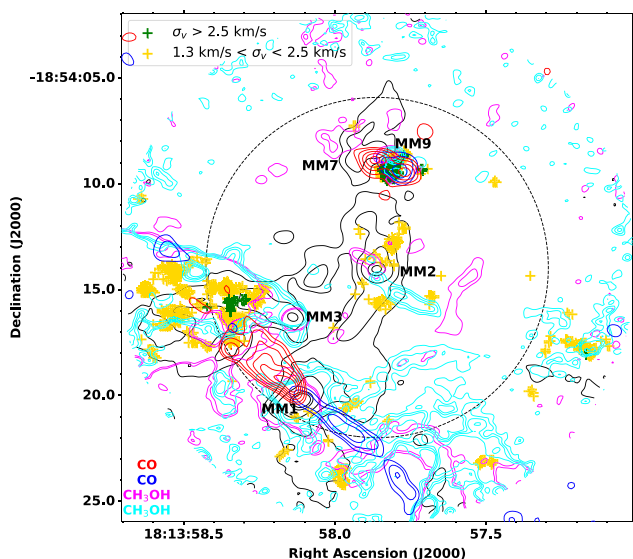 σᵥ > 2.5 km/s
1.3 km/s < σᵥ < 2.5 km/s
−18:54:05.0
MM9
MM7
10.0
MM2
15.0
MM3
20.0
MM1
CO
CO
CH₃OH
CH₃OH
25.0
18:13:58.5
58.0
57.5
Declination (J2000)
Right Ascension (J2000)